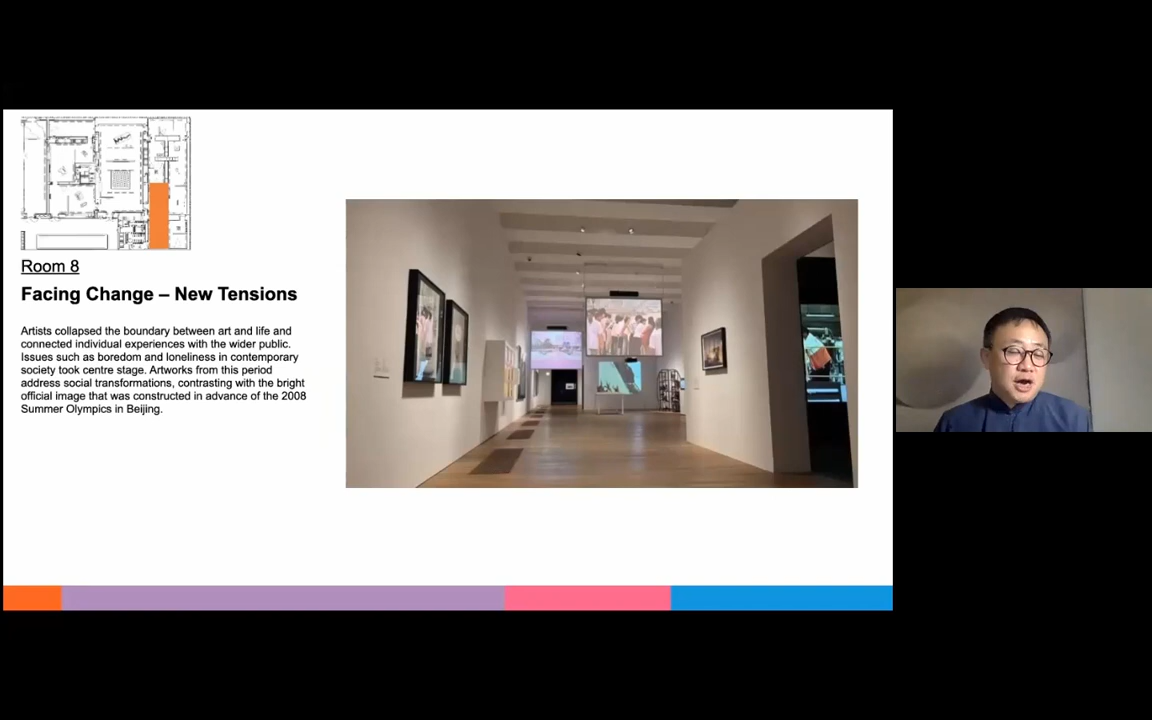 Room 8
Facing Change – New Tensions
Artists collapsed the boundary between art and life and
connected individual experiences with the wider public.
Issues such as boredom and loneliness in contemporary
society took centre stage. Artworks from this period
address social transformations, contrasting with the bright
official image that was constructed in advance of the 2008
Summer Olympics in Beijing.